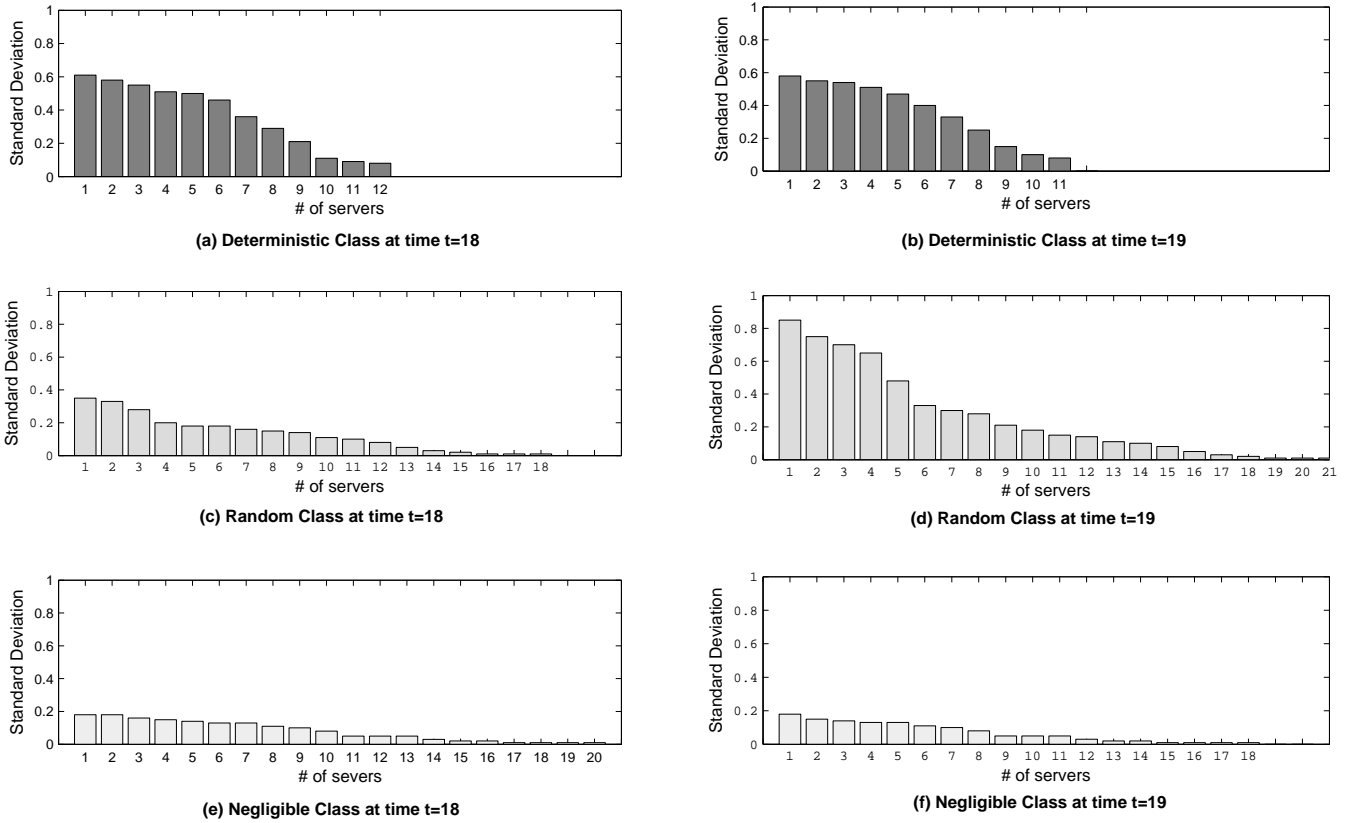 1
0.8
0.6
0.4
0.2
0
Standard Deviation
1 2 3 4 5 6 7 8 9 10 11 12
# of servers
(a) Deterministic Class at time t=18
1
0.8
0.6
0.4
0.2
0
Standard Deviation
1 2 3 4 5 6 7 8 9 10 11
# of servers
(b) Deterministic Class at time t=19
1
0.8
0.6
0.4
0.2
0
Standard Deviation
1 2 3 4 5 6 7 8 9 10 11 12 13 14 15 16 17 18
# of servers
(c) Random Class at time t=18
1
0.8
0.6
0.4
0.2
0
Standard Deviation
1 2 3 4 5 6 7 8 9 10 11 12 13 14 15 16 17 18 19 20 21
# of servers
(d) Random Class at time t=19
1
0.8
0.6
0.4
0.2
0
Standard Deviation
1 2 3 4 5 6 7 8 9 10 11 12 13 14 15 16 17 18 19 20
# of severs
(e) Negligible Class at time t=18
1
0.8
0.6
0.4
0.2
0
Standard Deviation
1 2 3 4 5 6 7 8 9 10 11 12 13 14 15 16 17 18
# of servers
(f) Negligible Class at time t=19